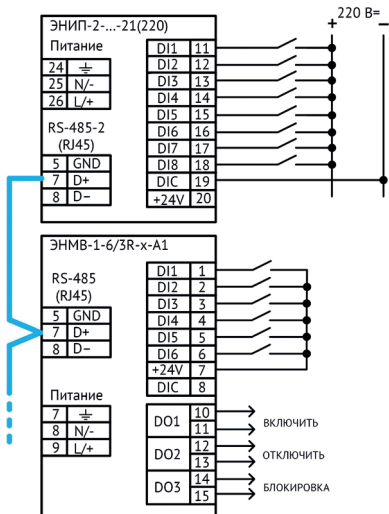 220 В=
+ −
ЭНИП-2-...-21(220)
Питание
24 ⏚
25 N/-
26 L/+
RS-485-2
(RJ45)
5 GND
7 D+
8 D−
DI1 11
DI2 12
DI3 13
DI4 14
DI5 15
DI6 16
DI7 17
DI8 18
DIC 19
+24V 20
ЭНМВ-1-6/3R-x-A1
RS-485
(RJ45)
5 GND
7 D+
8 D−
Питание
7 ⏚
8 N/-
9 L/+
DI1 1
DI2 2
DI3 3
DI4 4
DI5 5
DI6 6
+24V 7
DIC 8
DO1 10 11 ВКЛЮЧИТЬ
DO2 12 13 ОТКЛЮЧИТЬ
DO3 14 15 БЛОКИРОВКА